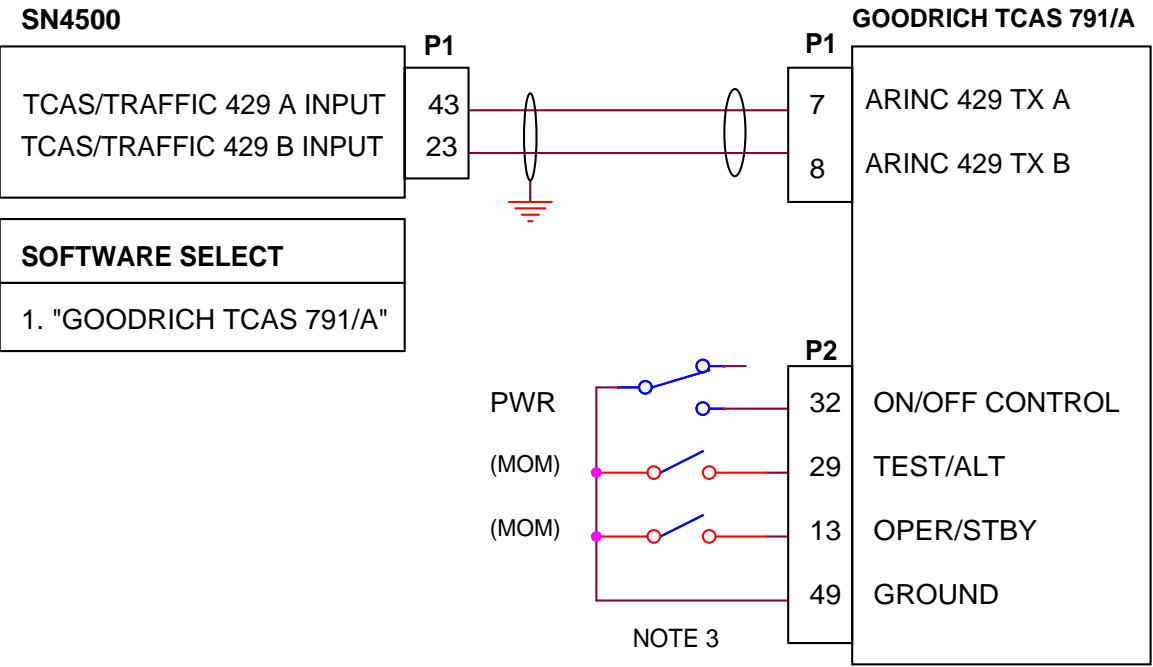 SN4500
GOODRICH TCAS 791/A
P1
P1
TCAS/TRAFFIC 429 A INPUT 43
7 ARINC 429 TX A
TCAS/TRAFFIC 429 B INPUT 23
8 ARINC 429 TX B
SOFTWARE SELECT
1. "GOODRICH TCAS 791/A"
P2
PWR 32 ON/OFF CONTROL
(MOM) 29 TEST/ALT
(MOM) 13 OPER/STBY
49 GROUND
NOTE 3